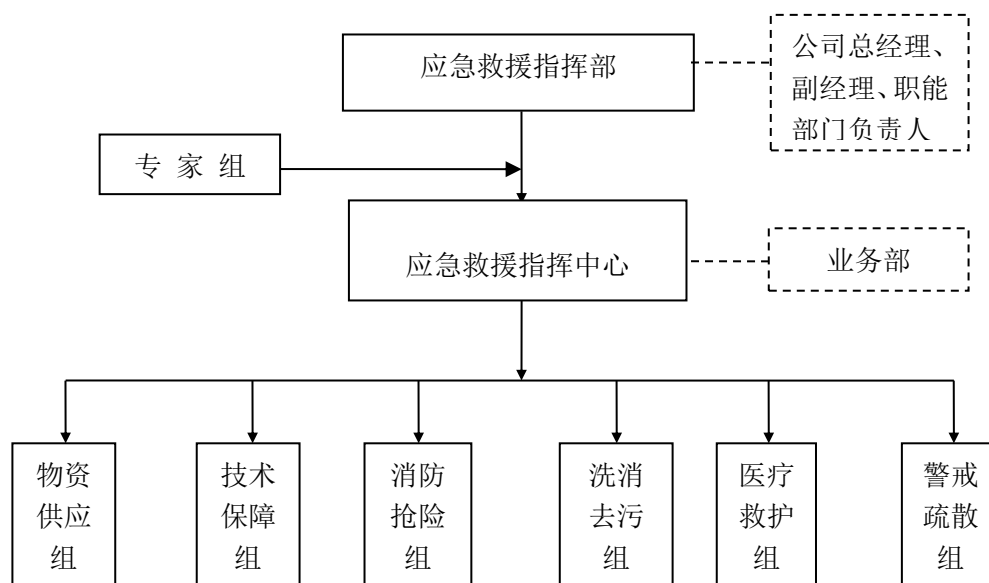 应急救援指挥部
公司总经理、
副经理、职能
部门负责人
专 家 组
应急救援指挥中心
业务部
物资
供应
组
技术
保障
组
消防
抢险
组
洗消
去污
组
医疗
救护
组
警戒
疏散
组